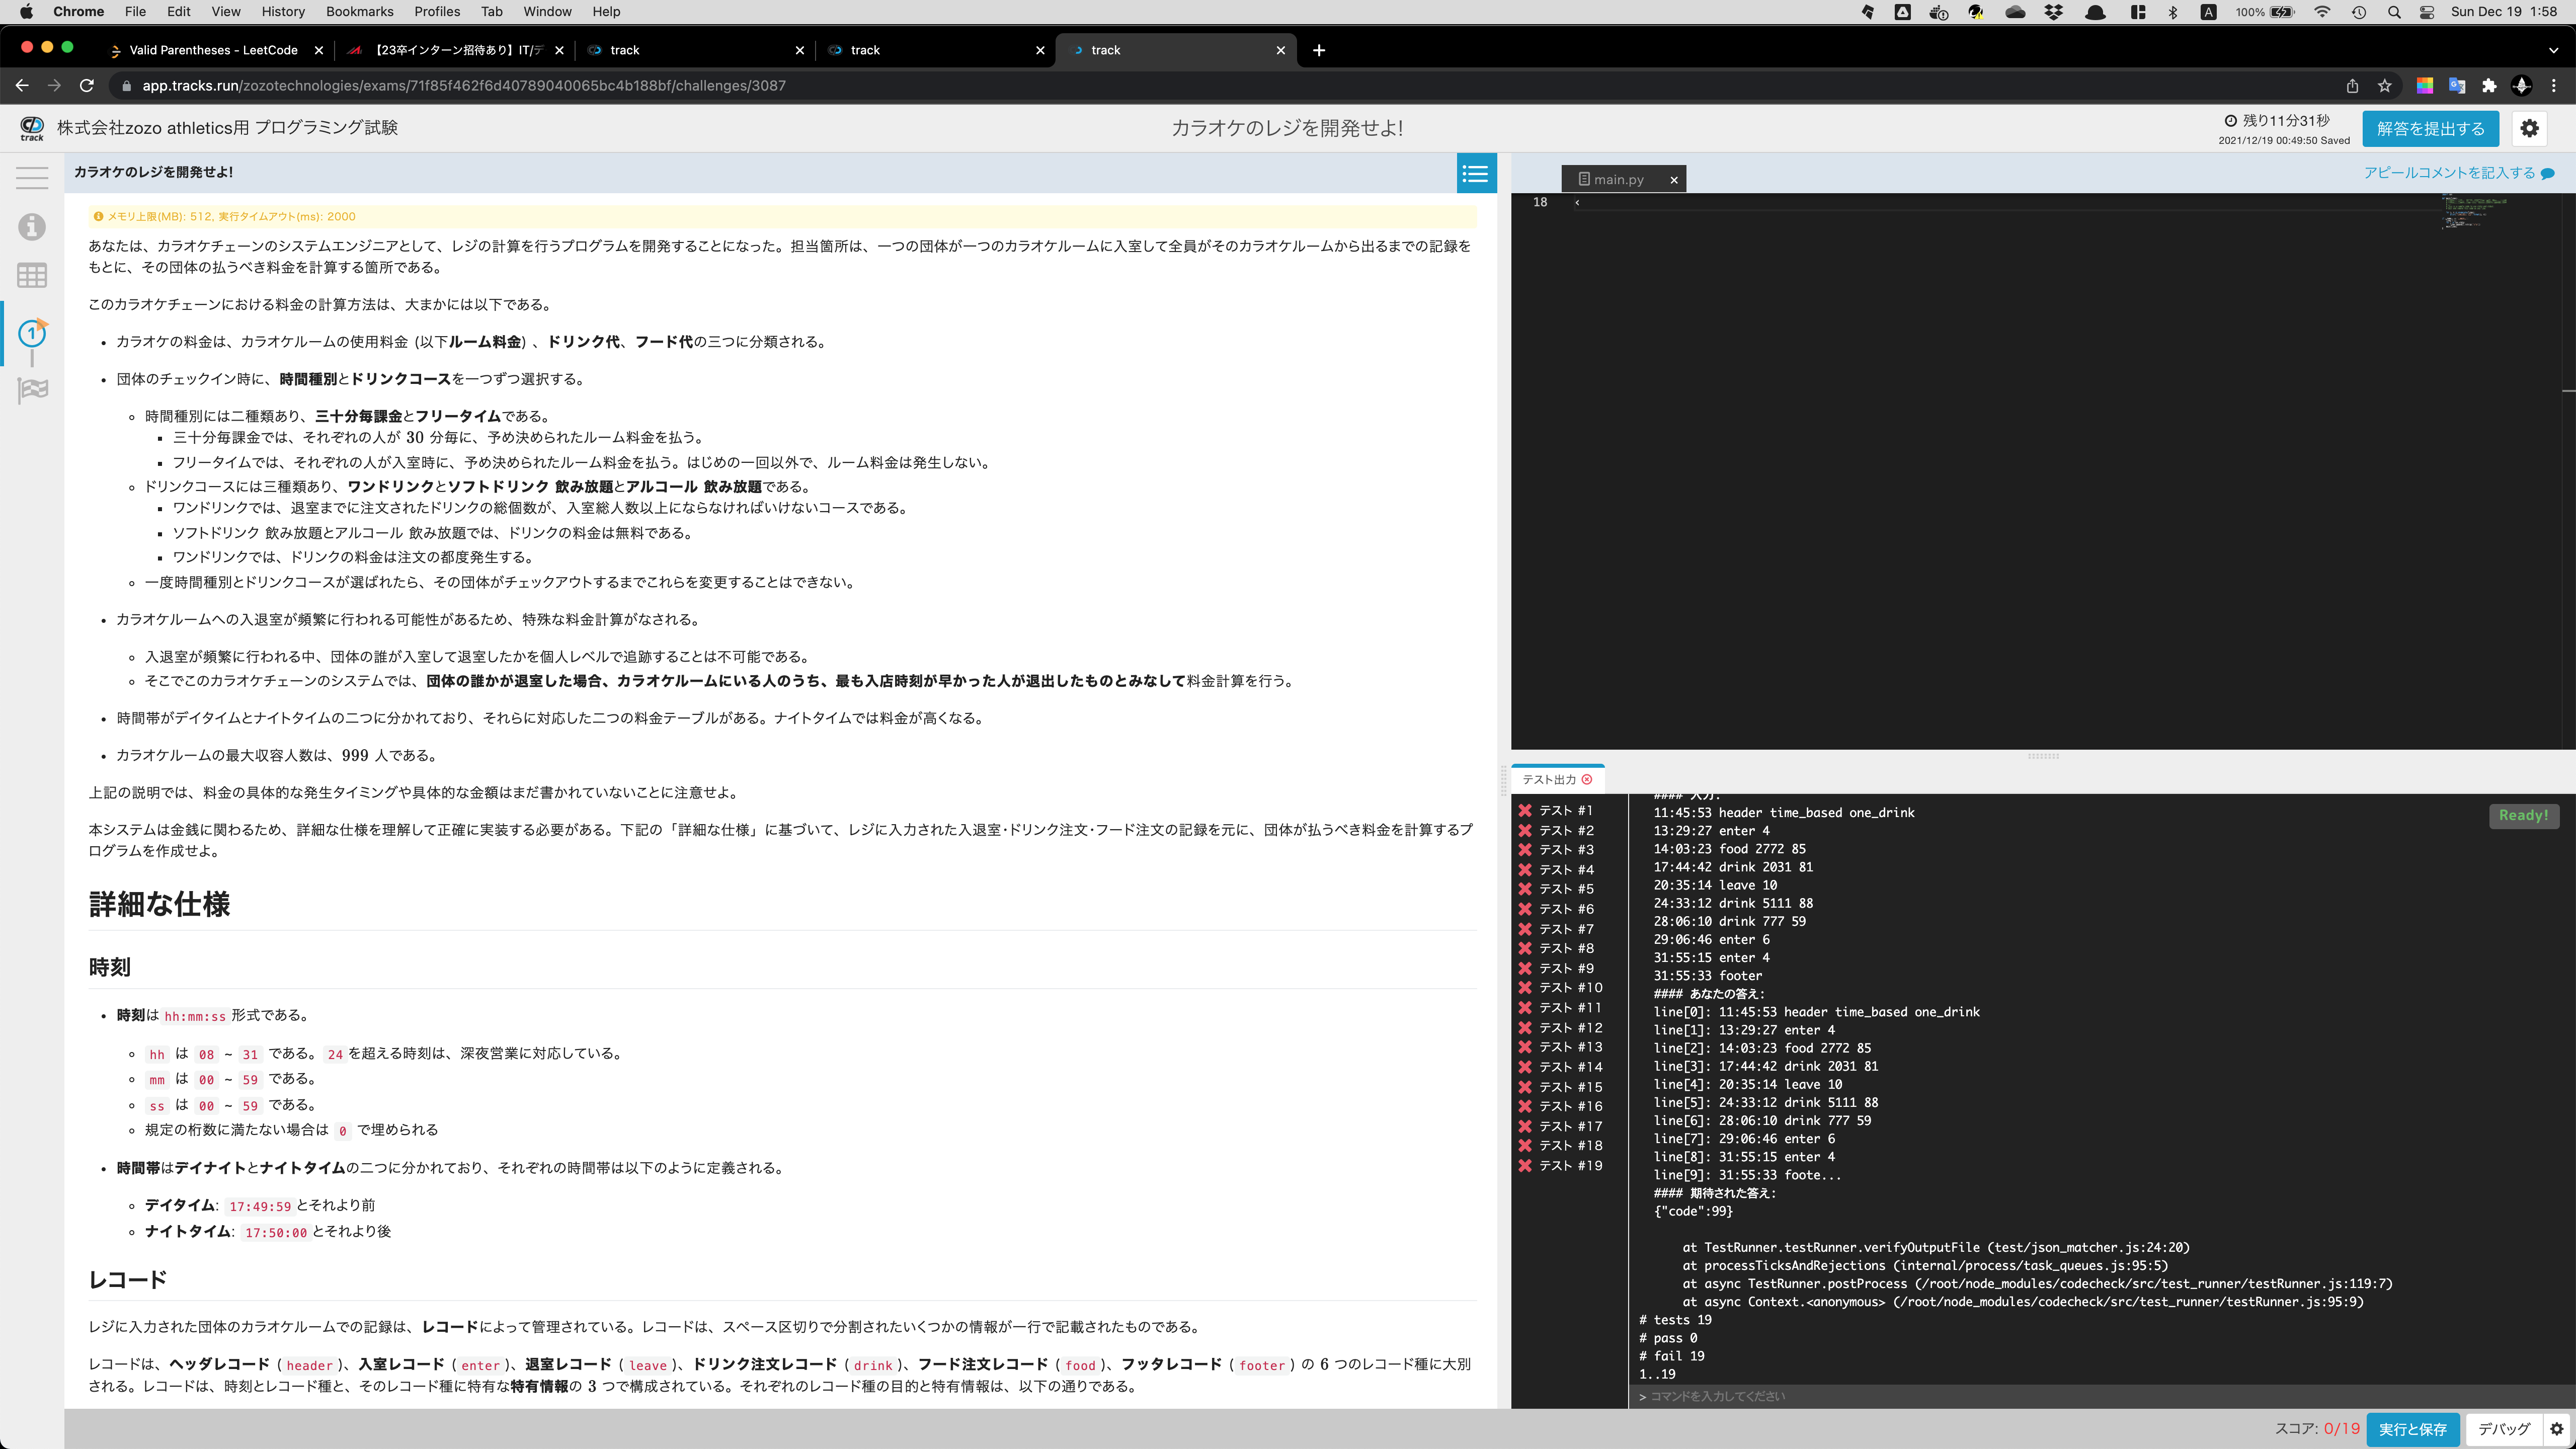 Chrome File Edit View History Bookmarks Profiles Tab Window Help
A 100% Sun Dec 19 1:58
Valid Parentheses - LeetCode
【23卒インターン招待あり】IT/デ
track
track
track
app.tracks.run/zozotechnologies/exams/71f85f462f6d40789040065bc4b188bf/challenges/3087
track
株式会社zozo athletics用 プログラミング試験
カラオケのレジを開発せよ!
残り11分31秒
2021/12/19 00:49:50 Saved
解答を提出する
カラオケのレジを開発せよ!
メモリ上限(MB): 512, 実行タイムアウト(ms): 2000
あなたは、カラオケチェーンのシステムエンジニアとして、レジの計算を行うプログラムを開発することになった。担当箇所は、一つの団体が一つのカラオケルームに入室して全員がそのカラオケルームから出るまでの記録を
もとに、その団体の払うべき料金を計算する箇所である。
このカラオケチェーンにおける料金の計算方法は、大まかには以下である。
• カラオケの料金は、カラオケルームの使用料金 (以下ルーム料金) 、ドリンク代、フード代の三つに分類される。
• 団体のチェックイン時に、時間種別とドリンクコースを一つずつ選択する。
◦ 時間種別には二種類あり、三十分毎課金とフリータイムである。
▪ 三十分毎課金では、それぞれの人が 30 分毎に、予め決められたルーム料金を払う。
▪ フリータイムでは、それぞれの人が入室時に、予め決められたルーム料金を払う。はじめの一回以外で、ルーム料金は発生しない。
◦ ドリンクコースには三種類あり、ワンドリンクとソフトドリンク 飲み放題とアルコール 飲み放題である。
▪ ワンドリンクでは、退室までに注文されたドリンクの総個数が、入室総人数以上にならなければいけないコースである。
▪ ソフトドリンク 飲み放題とアルコール 飲み放題では、ドリンクの料金は無料である。
▪ ワンドリンクでは、ドリンクの料金は注文の都度発生する。
◦ 一度時間種別とドリンクコースが選ばれたら、その団体がチェックアウトするまでこれらを変更することはできない。
• カラオケルームへの入退室が頻繁に行われる可能性があるため、特殊な料金計算がなされる。
◦ 入退室が頻繁に行われる中、団体の誰が入室して退室したかを個人レベルで追跡することは不可能である。
◦ そこでこのカラオケチェーンのシステムでは、団体の誰かが退室した場合、カラオケルームにいる人のうち、最も入店時刻が早かった人が退出したものとみなして料金計算を行う。
• 時間帯がデイタイムとナイトタイムの二つに分かれており、それらに対応した二つの料金テーブルがある。ナイトタイムでは料金が高くなる。
• カラオケルームの最大収容人数は、999 人である。
上記の説明では、料金の具体的な発生タイミングや具体的な金額はまだ書かれていないことに注意せよ。
本システムは金銭に関わるため、詳細な仕様を理解して正確に実装する必要がある。下記の「詳細な仕様」に基づいて、レジに入力された入退室・ドリンク注文・フード注文の記録を元に、団体が払うべき料金を計算するプ
ログラムを作成せよ。
詳細な仕様
時刻
• 時刻は hh:mm:ss 形式である。
◦ hh は 08 ~ 31 である。 24 を超える時刻は、深夜営業に対応している。
◦ mm は 00 ~ 59 である。
◦ ss は 00 ~ 59 である。
◦ 規定の桁数に満たない場合は 0 で埋められる
• 時間帯はデイナイトとナイトタイムの二つに分かれており、それぞれの時間帯は以下のように定義される。
◦ デイタイム: 17:49:59 とそれより前
◦ ナイトタイム: 17:50:00 とそれより後
レコード
レジに入力された団体のカラオケルームでの記録は、レコードによって管理されている。レコードは、スペース区切りで分割されたいくつかの情報が一行で記載されたものである。
レコードは、ヘッダレコード ( header )、入室レコード ( enter )、退室レコード ( leave )、ドリンク注文レコード ( drink )、フード注文レコード ( food )、フッタレコード ( footer ) の 6 つのレコード種に大別
される。レコードは、時刻とレコード種と、そのレコード種に特有な特有情報の 3 つで構成されている。それぞれのレコード種の目的と特有情報は、以下の通りである。
main.py
アピールコメントを記入する
18
テスト出力
テスト #1
テスト #2
テスト #3
テスト #4
テスト #5
テスト #6
テスト #7
テスト #8
テスト #9
テスト #10
テスト #11
テスト #12
テスト #13
テスト #14
テスト #15
テスト #16
テスト #17
テスト #18
テスト #19
#### 入力:
11:45:53 header time_based one_drink
13:29:27 enter 4
14:03:23 food 2772 85
17:44:42 drink 2031 81
20:35:14 leave 10
24:33:12 drink 5111 88
28:06:10 drink 777 59
29:06:46 enter 6
31:55:15 enter 4
31:55:33 footer
#### あなたの答え:
line[0]: 11:45:53 header time_based one_drink
line[1]: 13:29:27 enter 4
line[2]: 14:03:23 food 2772 85
line[3]: 17:44:42 drink 2031 81
line[4]: 20:35:14 leave 10
line[5]: 24:33:12 drink 5111 88
line[6]: 28:06:10 drink 777 59
line[7]: 29:06:46 enter 6
line[8]: 31:55:15 enter 4
line[9]: 31:55:33 foote...
#### 期待された答え:
{"code":99}
at TestRunner.testRunner.verifyOutputFile (test/json_matcher.js:24:20)
at processTicksAndRejections (internal/process/task_queues.js:95:5)
at async TestRunner.postProcess (/root/node_modules/codecheck/src/test_runner/testRunner.js:119:7)
at async Context.<anonymous> (/root/node_modules/codecheck/src/test_runner/testRunner.js:95:9)
# tests 19
# pass 0
# fail 19
1..19
Ready!
> コマンドを入力してください
スコア: 0/19 実行と保存 デバッグ